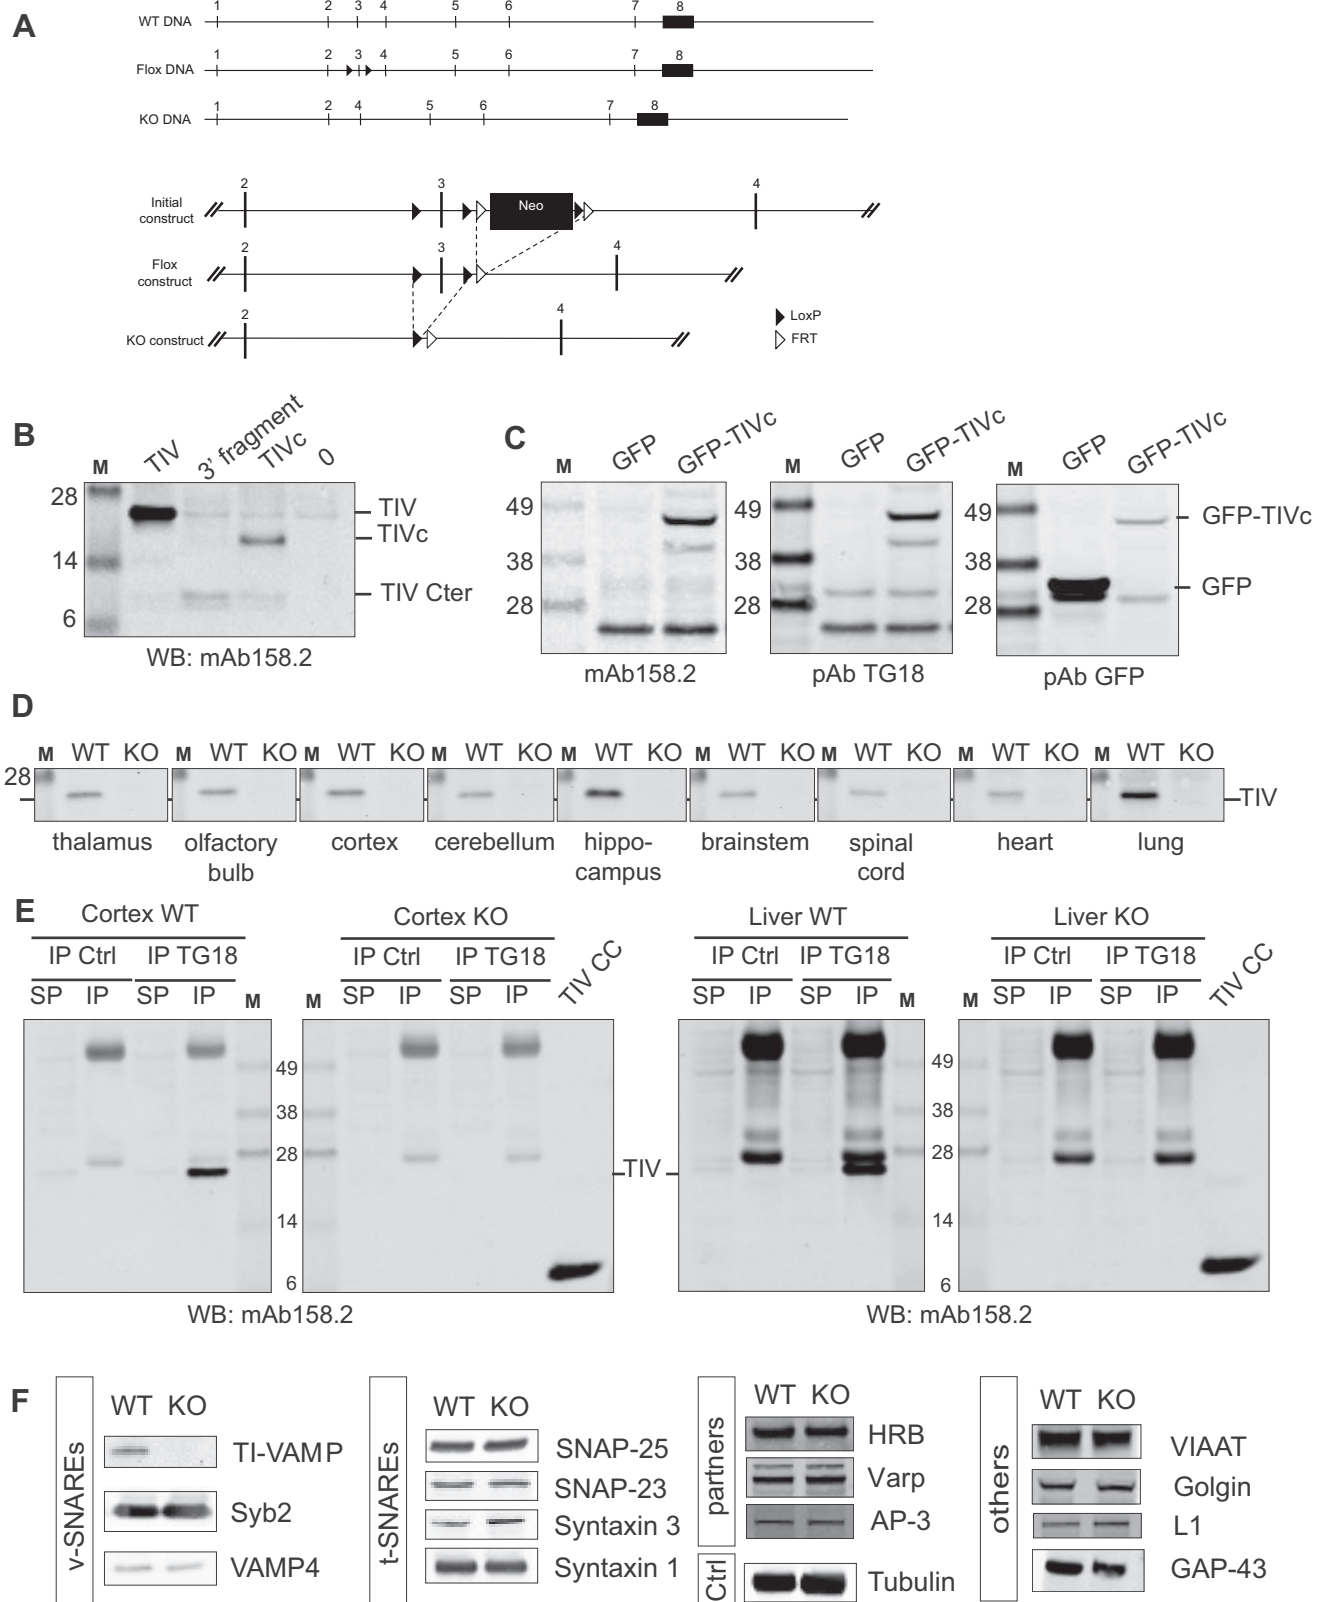 A
WT DNA 1 2 3 4 5 6 7 8
Flox DNA 1 2 3 4 5 6 7 8
KO DNA 1 2 4 5 6 7 8
Initial construct 2 3 Neo 4
Flox construct 2 3 4
KO construct 2 4
LoxP
FRT
B
M TIV 3' fragment TIVc 0
28
14
6
TIV
TIVc
TIV Cter
WB: mAb158.2
C
M GFP GFP-TIVc
49
38
28
mAb158.2
M GFP GFP-TIVc
49
38
28
pAb TG18
M GFP GFP-TIVc
49
38
28
GFP-TIVc
GFP
pAb GFP
D
M WT KO M WT KO M WT KO M WT KO M WT KO M WT KO M WT KO M WT KO M WT KO
28
TIV
thalamus
olfactory bulb
cortex
cerebellum
hippo-campus
brainstem
spinal cord
heart
lung
E
Cortex WT Cortex KO Liver WT Liver KO
IP Ctrl IP TG18 IP Ctrl IP TG18 TIV CC IP Ctrl IP TG18 IP Ctrl IP TG18 TIV CC
SP IP SP IP M M SP IP SP IP SP IP SP IP M M SP IP SP IP
49 49
38 38
28 28
TIV
14 14
6 6
WB: mAb158.2 WB: mAb158.2
F
v-SNAREs
WT KO
TI-VAMP
Syb2
VAMP4
t-SNAREs
WT KO
SNAP-25
SNAP-23
Syntaxin 3
Syntaxin 1
partners
WT KO
HRB
Varp
AP-3
Ctrl
Tubulin
others
WT KO
VIAAT
Golgin
L1
GAP-43